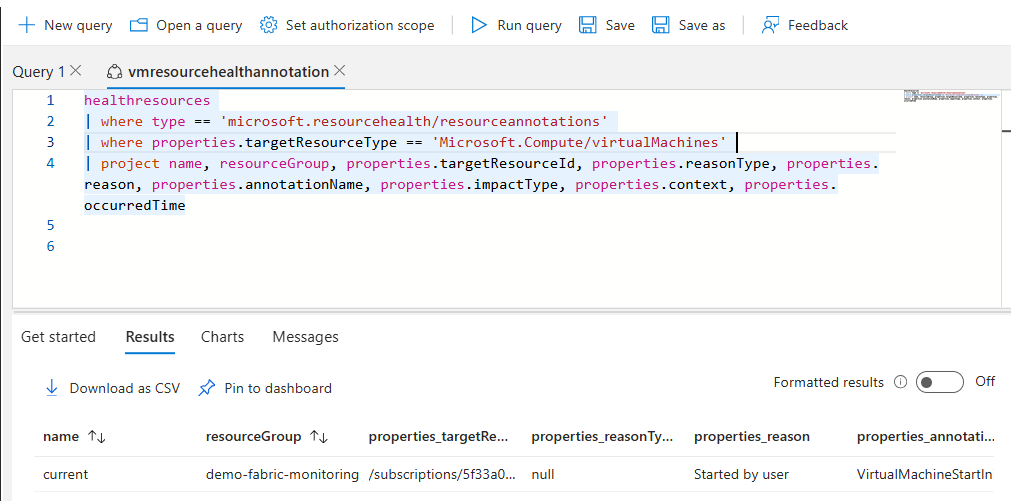 New query Open a query Set authorization scope Run query Save Save as Feedback
Query 1 vmresourcehealthannotation
1 healthresources
2 | where type == 'microsoft.resourcehealth/resourceannotations'
3 | where properties.targetResourceType == 'Microsoft.Compute/virtualMachines'
4 | project name, resourceGroup, properties.targetResourceId, properties.reasonType, properties.
reason, properties.annotationName, properties.impactType, properties.context, properties.
occurredTime
5
6
Get started Results Charts Messages
Download as CSV Pin to dashboard Formatted results Off
name resourceGroup properties_targetRe... properties_reasonTy... properties_reason properties_annotati...
current demo-fabric-monitoring /subscriptions/5f33a0... null Started by user VirtualMachineStartIn